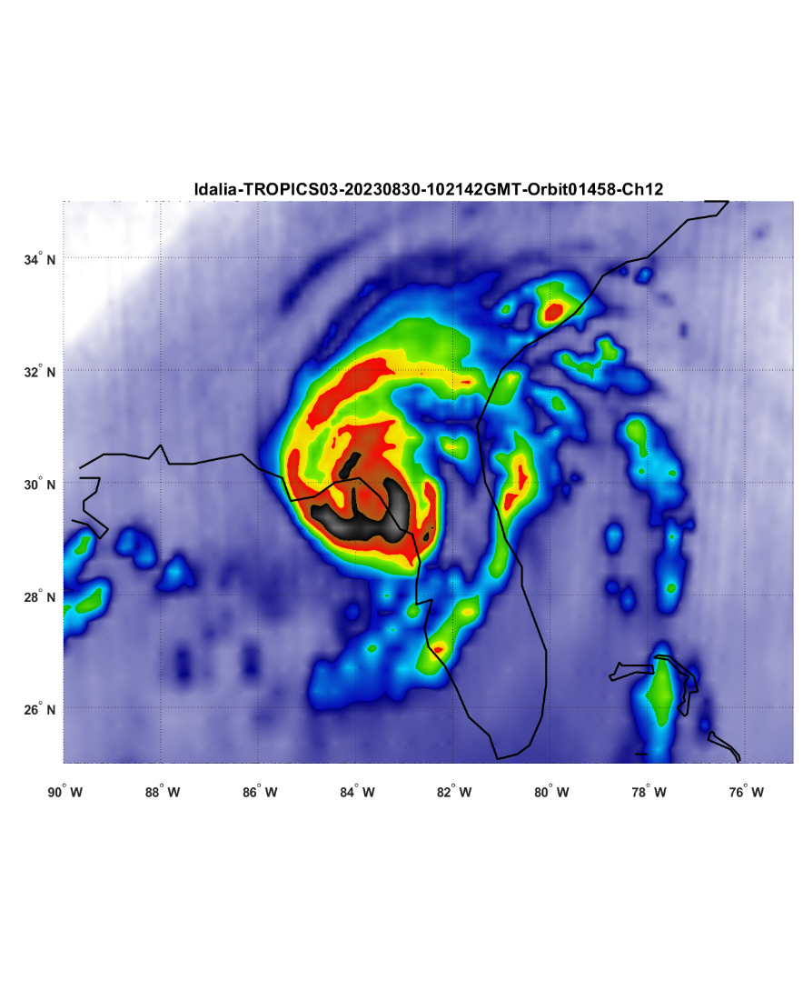 Idalia-TROPICS03-20230830-102142GMT-Orbit01458-Ch12
34° N
32° N
30° N
28° N
26° N
90° W 88° W 86° W 84° W 82° W 80° W 78° W 76° W